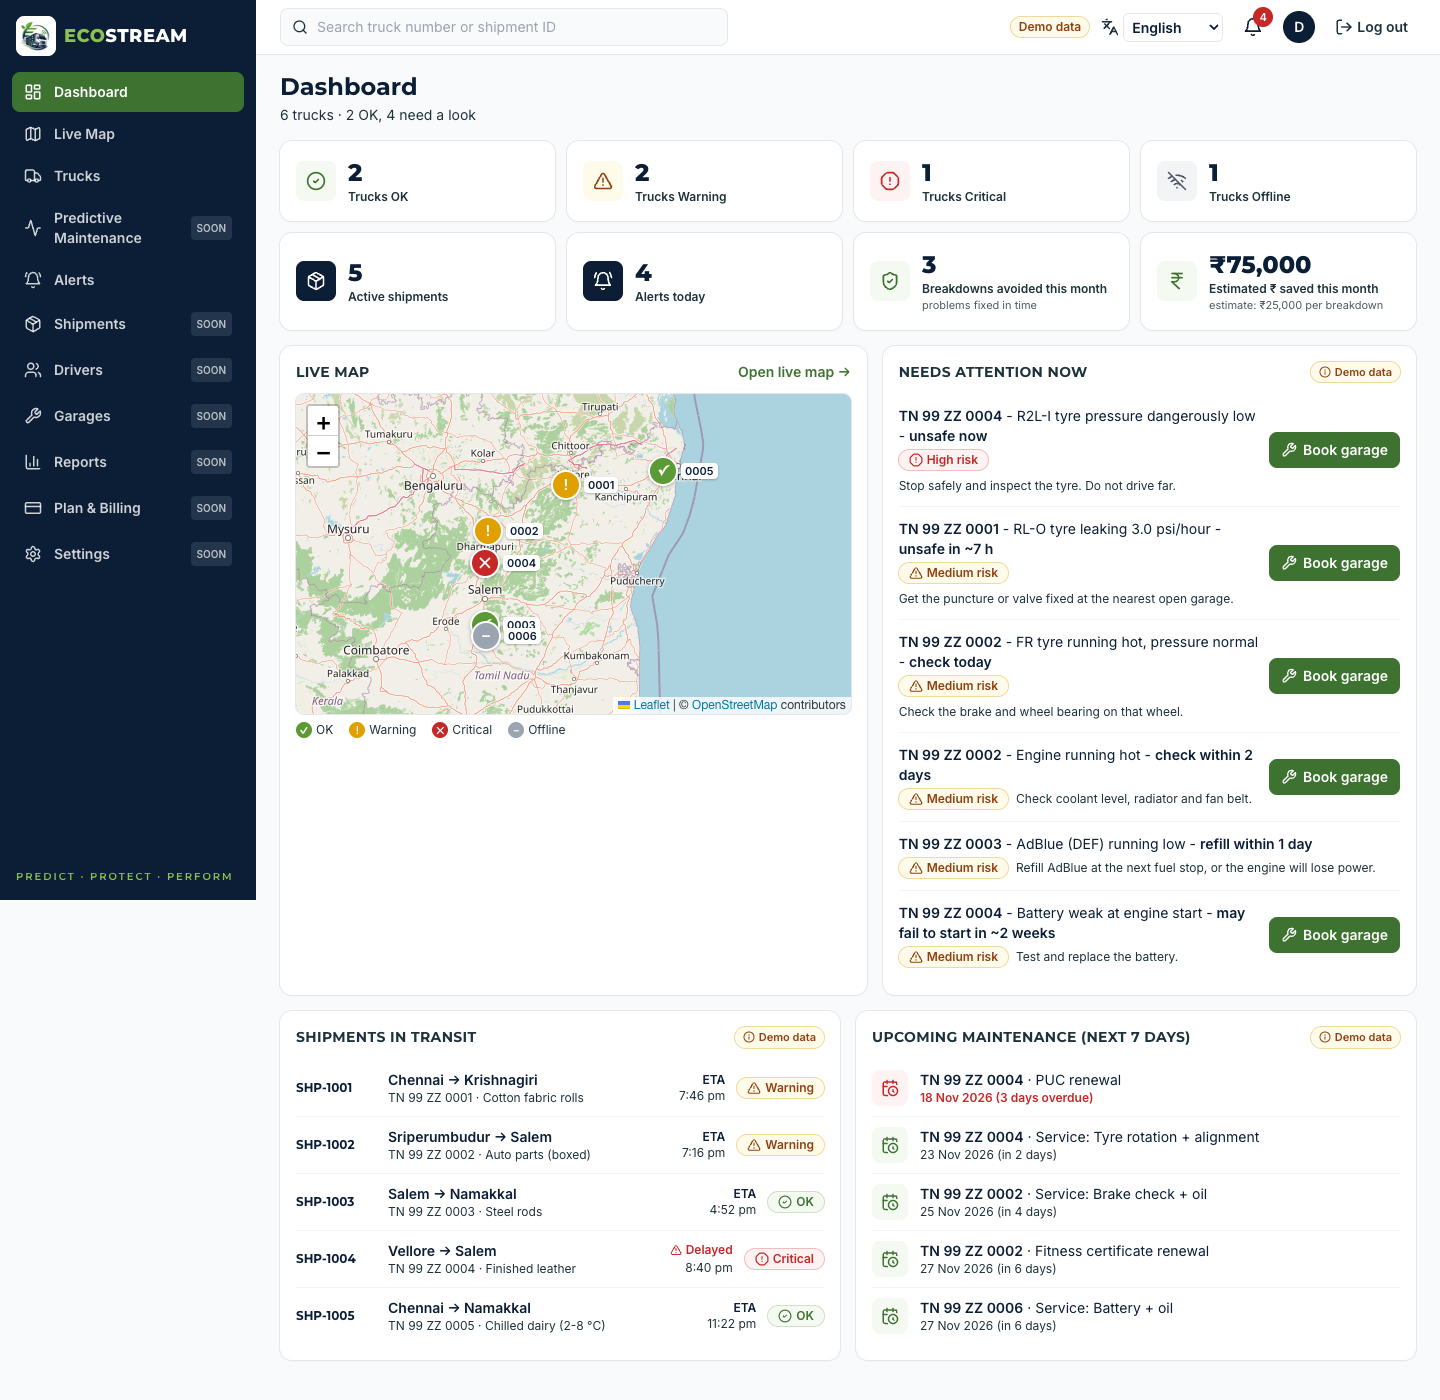 ECOSTREAM
Search truck number or shipment ID
Demo data
English
4
D
Log out
Dashboard
Live Map
Trucks
Predictive
Maintenance
SOON
Alerts
Shipments
SOON
Drivers
SOON
Garages
SOON
Reports
SOON
Plan & Billing
SOON
Settings
SOON
PREDICT · PROTECT · PERFORM
Dashboard
6 trucks · 2 OK, 4 need a look
2
Trucks OK
2
Trucks Warning
1
Trucks Critical
1
Trucks Offline
5
Active shipments
4
Alerts today
3
Breakdowns avoided this month
problems fixed in time
₹75,000
Estimated ₹ saved this month
estimate: ₹25,000 per breakdown
LIVE MAP
Open live map →
+
−
Tirupati
Tumakuru
Kolar
Chittoor
Bengaluru
0001
0005
Kanchipuram
Mysuru
0002
Dharmapuri
0004
Puducherry
Salem
Erode
0003
0006
Coimbatore
Kumbakonam
Palakkad
Tamil Nadu
Thanjavur
Kerala
Pudukkottai
Leaflet | © OpenStreetMap contributors
OK
Warning
Critical
Offline
NEEDS ATTENTION NOW
Demo data
TN 99 ZZ 0004 - R2L-I tyre pressure dangerously low
- unsafe now
High risk
Stop safely and inspect the tyre. Do not drive far.
Book garage
TN 99 ZZ 0001 - RL-O tyre leaking 3.0 psi/hour -
unsafe in ~7 h
Medium risk
Get the puncture or valve fixed at the nearest open garage.
Book garage
TN 99 ZZ 0002 - FR tyre running hot, pressure normal
- check today
Medium risk
Check the brake and wheel bearing on that wheel.
Book garage
TN 99 ZZ 0002 - Engine running hot - check within 2
days
Medium risk Check coolant level, radiator and fan belt.
Book garage
TN 99 ZZ 0003 - AdBlue (DEF) running low - refill within 1 day
Medium risk Refill AdBlue at the next fuel stop, or the engine will lose power.
TN 99 ZZ 0004 - Battery weak at engine start - may
fail to start in ~2 weeks
Medium risk Test and replace the battery.
Book garage
SHIPMENTS IN TRANSIT
Demo data
SHP-1001
Chennai → Krishnagiri
TN 99 ZZ 0001 · Cotton fabric rolls
ETA
7:46 pm
Warning
SHP-1002
Sriperumbudur → Salem
TN 99 ZZ 0002 · Auto parts (boxed)
ETA
7:16 pm
Warning
SHP-1003
Salem → Namakkal
TN 99 ZZ 0003 · Steel rods
ETA
4:52 pm
OK
SHP-1004
Vellore → Salem
TN 99 ZZ 0004 · Finished leather
Delayed
8:40 pm
Critical
SHP-1005
Chennai → Namakkal
TN 99 ZZ 0005 · Chilled dairy (2-8 °C)
ETA
11:22 pm
OK
UPCOMING MAINTENANCE (NEXT 7 DAYS)
Demo data
TN 99 ZZ 0004 · PUC renewal
18 Nov 2026 (3 days overdue)
TN 99 ZZ 0004 · Service: Tyre rotation + alignment
23 Nov 2026 (in 2 days)
TN 99 ZZ 0002 · Service: Brake check + oil
25 Nov 2026 (in 4 days)
TN 99 ZZ 0002 · Fitness certificate renewal
27 Nov 2026 (in 6 days)
TN 99 ZZ 0006 · Service: Battery + oil
27 Nov 2026 (in 6 days)